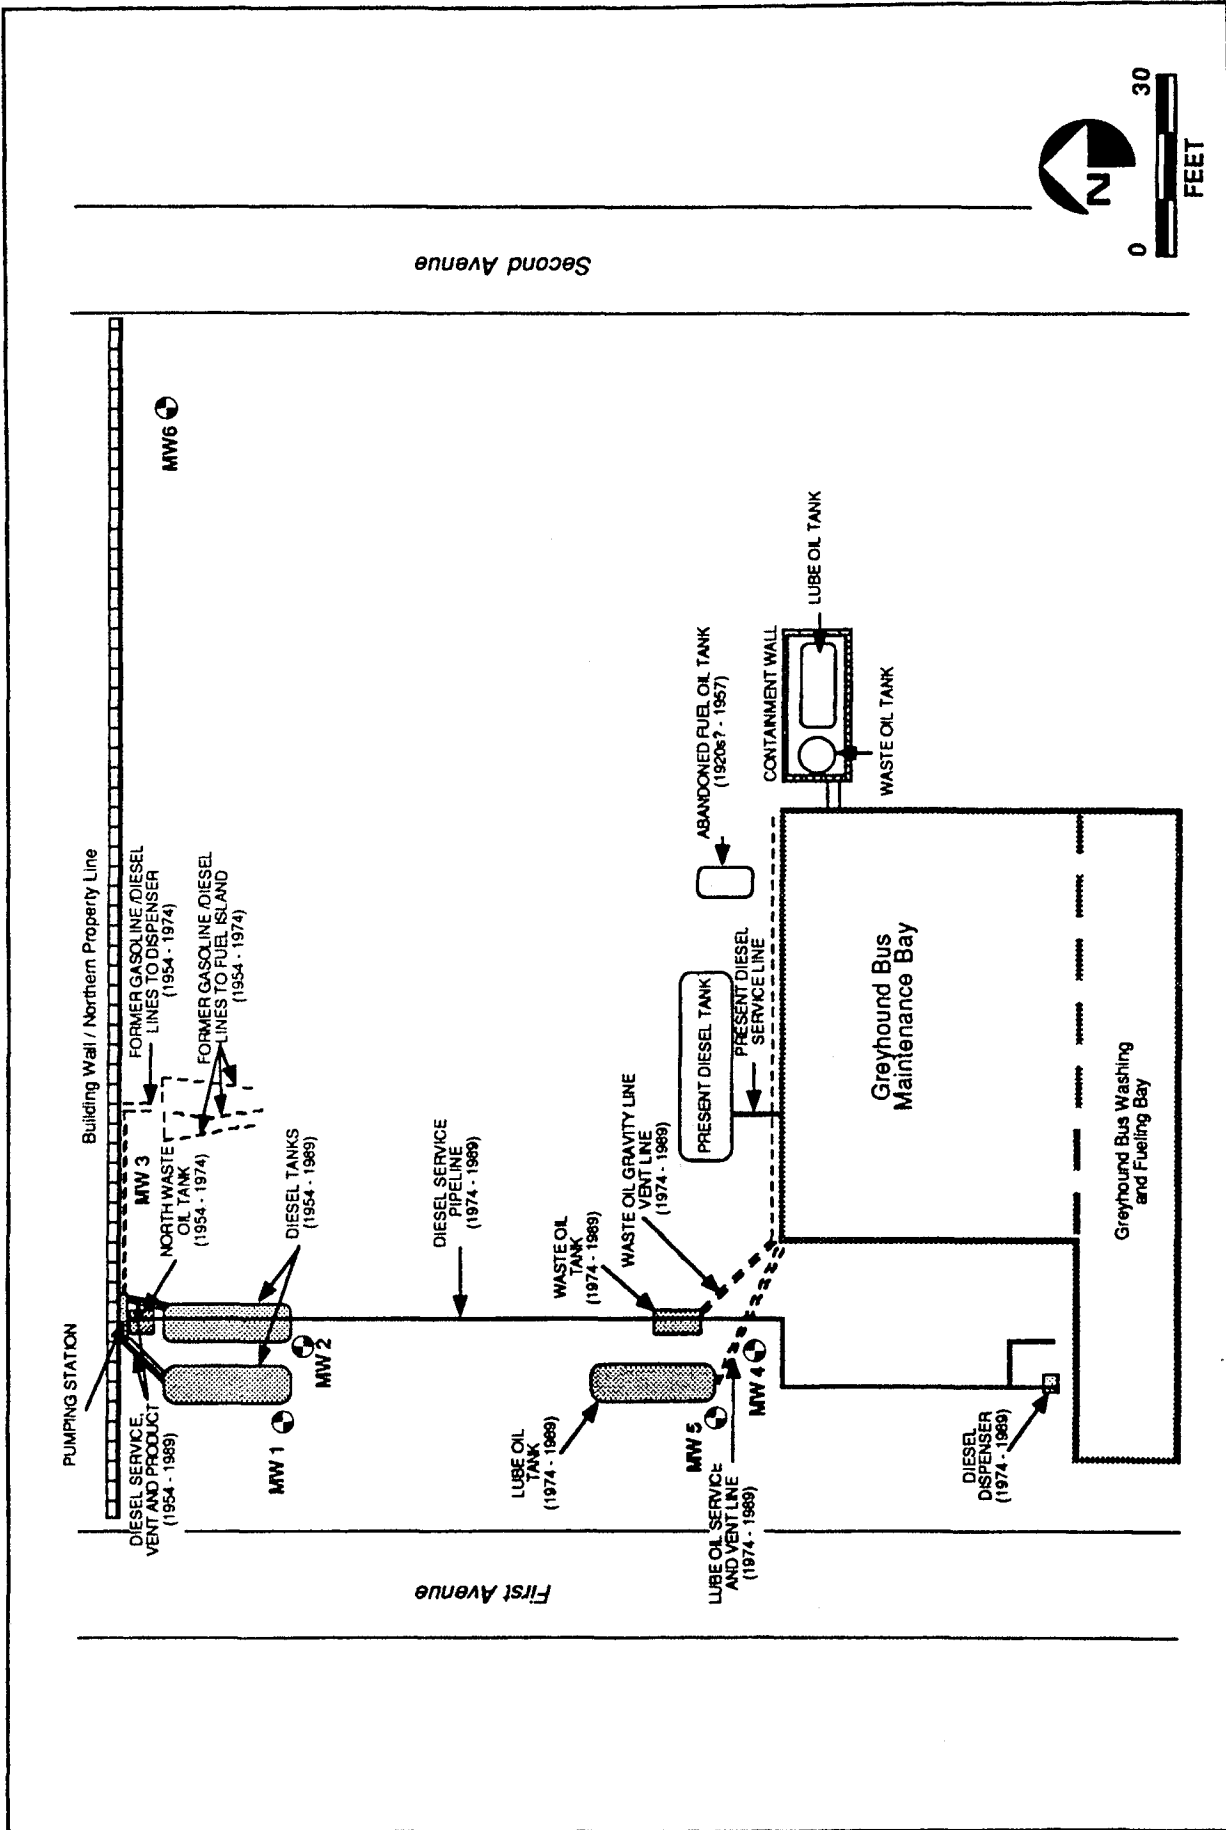 Building Wall / Northern Property Line
PUMPING STATION
DIESEL SERVICE,
VENT AND PRODUCT
(1954 - 1989)
MW 3
NORTH WASTE
OIL TANK
(1954 - 1974)
FORMER GASOLINE/DIESEL
LINES TO DISPENSER
(1954 - 1974)
FORMER GASOLINE/DIESEL
LINES TO FUEL ISLAND
(1954 - 1974)
MW6
MW 1
MW 2
DIESEL TANKS
(1954 - 1989)
DIESEL SERVICE
PIPELINE
(1974 - 1989)
LUBE OIL
TANK
(1974 - 1989)
WASTE OIL
TANK
(1974 - 1989)
WASTE OIL GRAVITY LINE
VENT LINE
(1974 - 1989)
PRESENT DIESEL TANK
PRESENT DIESEL
SERVICE LINE
ABANDONED FUEL OIL TANK
(1920s? - 1957)
CONTAINMENT WALL
LUBE OIL TANK
WASTE OIL TANK
MW 5
MW 4
LUBE OIL SERVICE
AND VENT LINE
(1974 - 1989)
DIESEL
DISPENSER
(1974 - 1989)
Greyhound Bus
Maintenance Bay
Greyhound Bus Washing
and Fueling Bay
First Avenue
Second Avenue
N
0 30
FEET